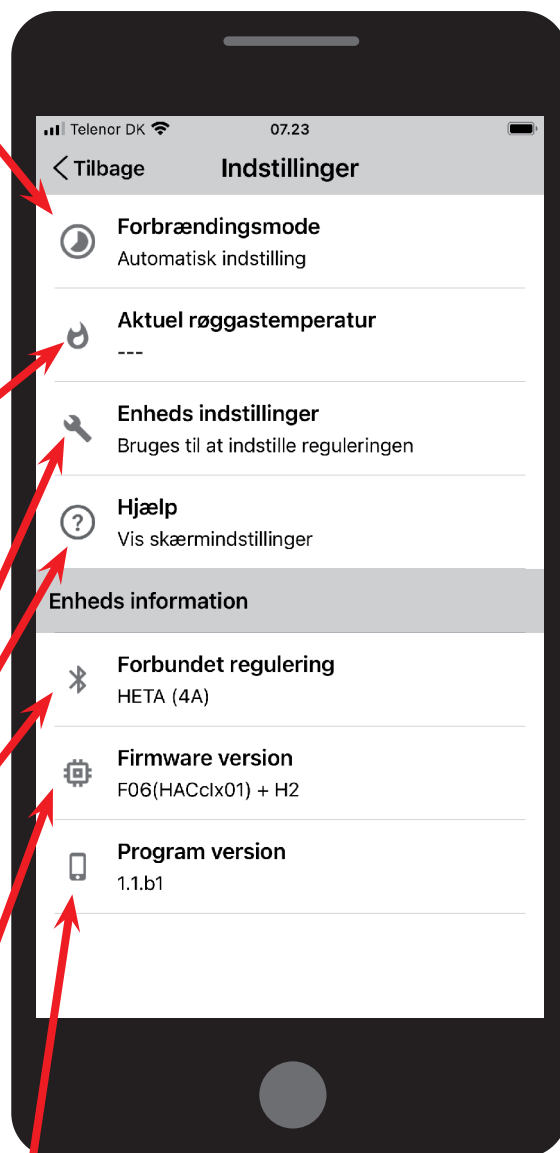 Telenor DK 07.23
Tilbage Indstillinger
Forbrændingsmode
Automatisk indstilling
Aktuel røggastemperatur
---
Enheds indstillinger
Bruges til at indstille reguleringen
Hjælp
Vis skærmindstillinger
Enheds information
Forbundet regulering
HETA (4A)
Firmware version
F06(HACclx01) + H2
Program version
1.1.b1